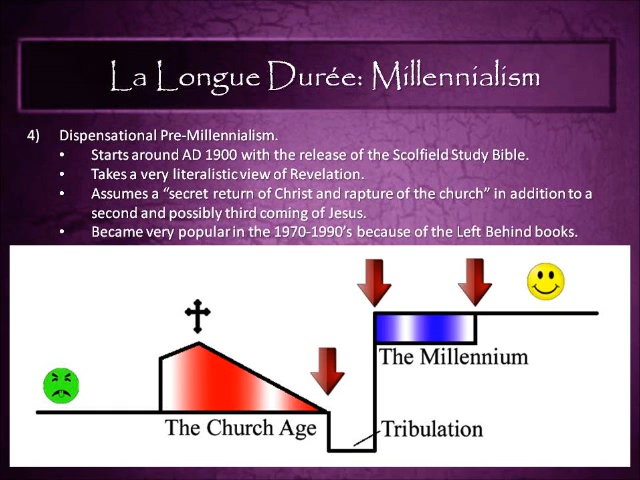 La Longue Durée: Millennialism
4) Dispensational Pre-Millennialism.
• Starts around AD 1900 with the release of the Scolfield Study Bible.
• Takes a very literalistic view of Revelation.
• Assumes a “secret return of Christ and rapture of the church” in addition to a
second and possibly third coming of Jesus.
• Became very popular in the 1970-1990’s because of the Left Behind books.
The Millennium
The Church Age
Tribulation